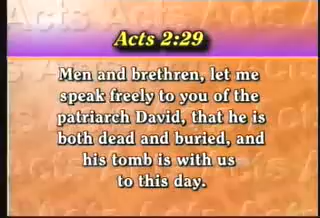 Acts 2:29
Men and brethren, let me
speak freely to you of the
patriarch David, that he is
both dead and buried, and
his tomb is with us
to this day.